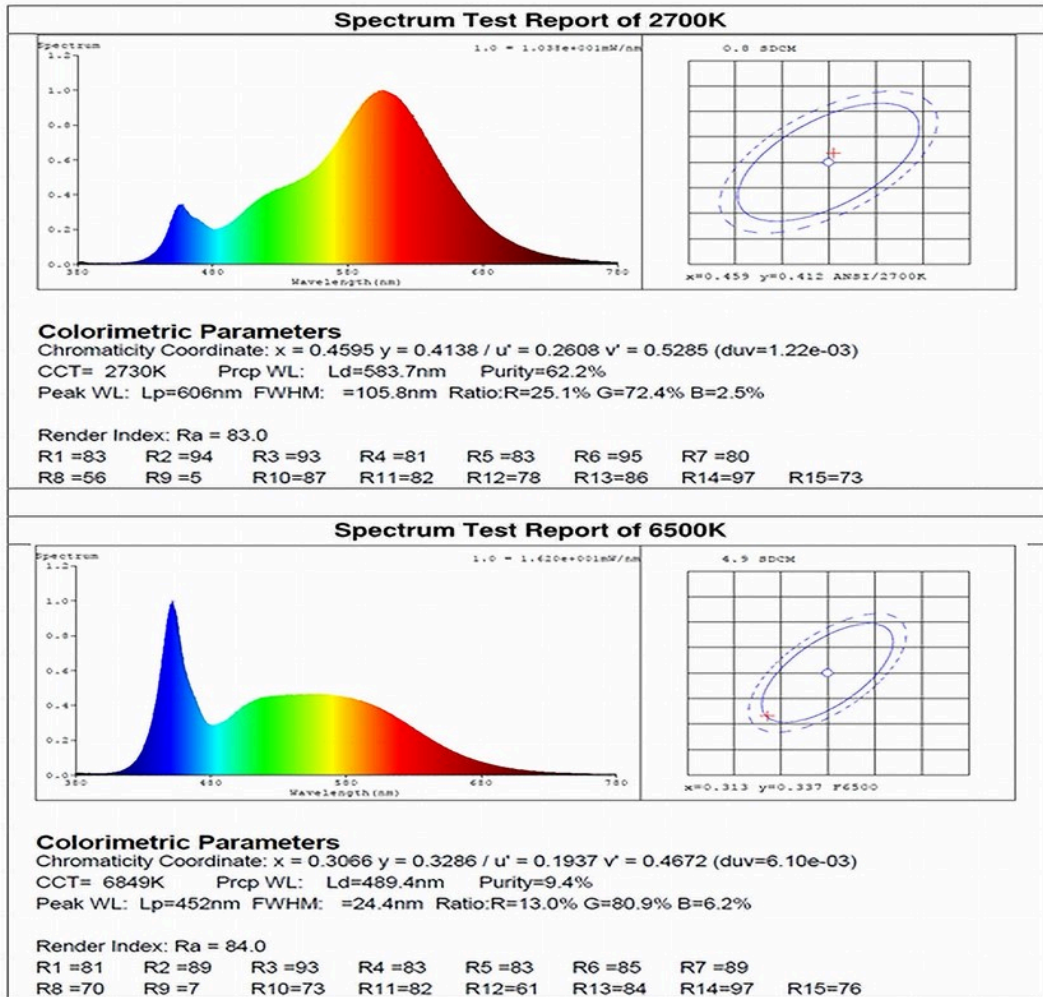 Spectrum Test Report of 2700K
Spectrum
1.0 = 1.038e+001mW/nm
0.8 SDCM
1.2
1.0
0.8
0.6
0.4
0.2
0.0
380 480 580 680 780
Wavelength(nm)
x=0.459 y=0.412 ANSI/2700K
Colorimetric Parameters
Chromaticity Coordinate: x = 0.4595 y = 0.4138 / u' = 0.2608 v' = 0.5285 (duv=1.22e-03)
CCT= 2730K Prcp WL: Ld=583.7nm Purity=62.2%
Peak WL: Lp=606nm FWHM: =105.8nm Ratio:R=25.1% G=72.4% B=2.5%
Render Index: Ra = 83.0
R1 =83 R2 =94 R3 =93 R4 =81 R5 =83 R6 =95 R7 =80
R8 =56 R9 =5 R10=87 R11=82 R12=78 R13=86 R14=97 R15=73
Spectrum Test Report of 6500K
Spectrum
1.0 = 1.620e+001mW/nm
4.9 SDCM
1.2
1.0
0.8
0.6
0.4
0.2
0.0
380 480 580 680 780
Wavelength(nm)
x=0.313 y=0.337 F6500
Colorimetric Parameters
Chromaticity Coordinate: x = 0.3066 y = 0.3286 / u' = 0.1937 v' = 0.4672 (duv=6.10e-03)
CCT= 6849K Prcp WL: Ld=489.4nm Purity=9.4%
Peak WL: Lp=452nm FWHM: =24.4nm Ratio:R=13.0% G=80.9% B=6.2%
Render Index: Ra = 84.0
R1 =81 R2 =89 R3 =93 R4 =83 R5 =83 R6 =85 R7 =89
R8 =70 R9 =7 R10=73 R11=82 R12=61 R13=84 R14=97 R15=76